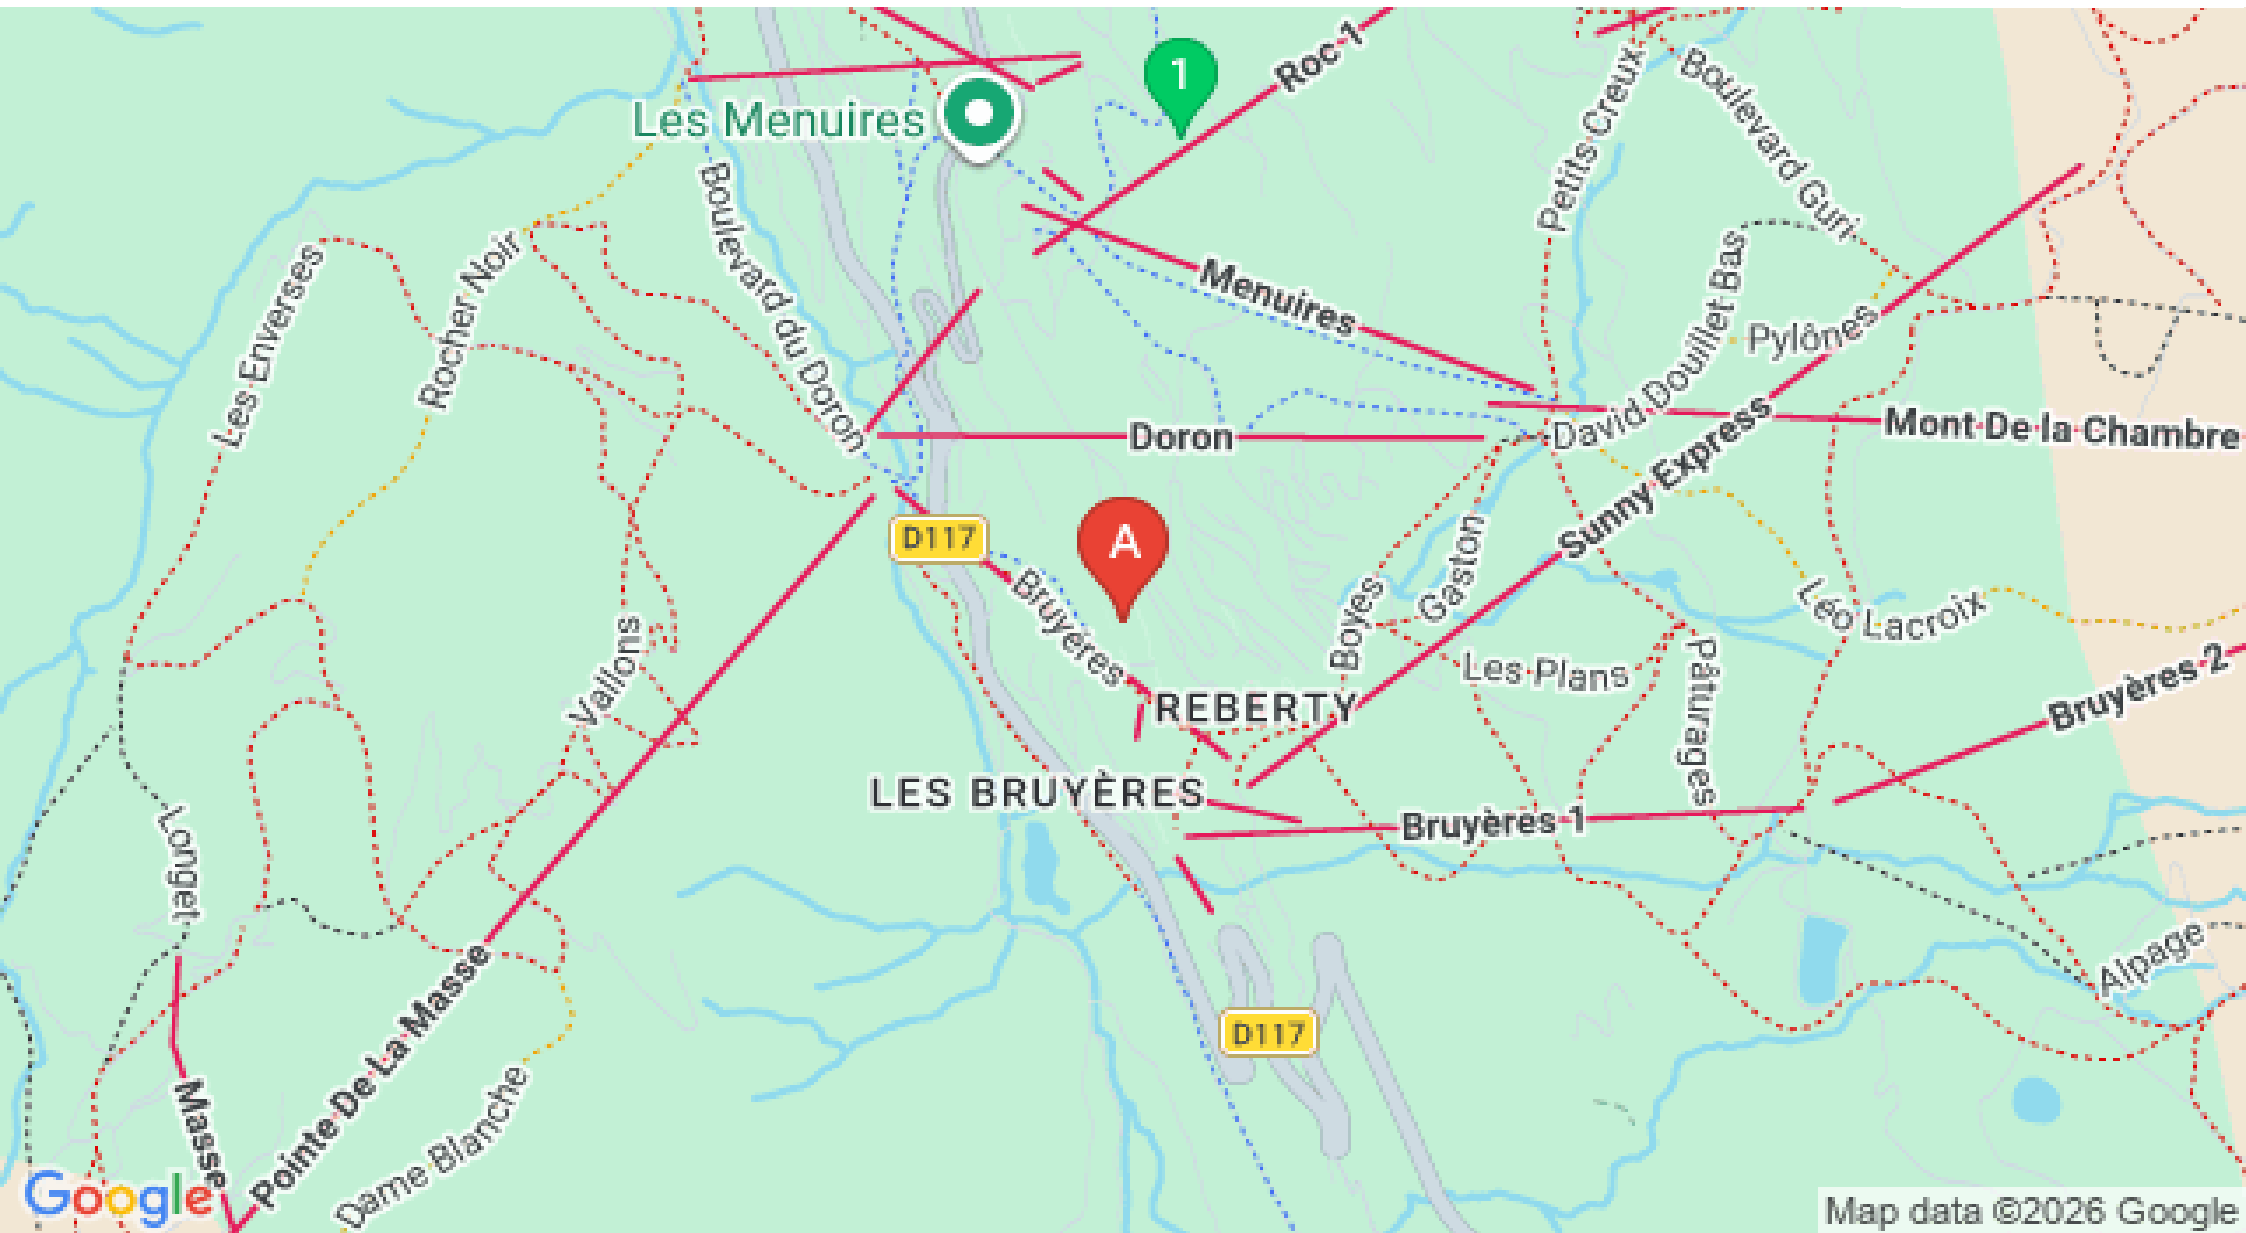 Roc 1
1
Les Menuires
Petits Creux
Boulevard Guri
Boulevard du Doron
Les Enverses
Rocher Noir
Menuires
David Douillet Bas
Pylônes
Doron
Mont De la Chambre
Sunny Express
D117
A
Bruyères
Boyes
Gaston
Léo Lacroix
Les Plans
Pâturages
Vallons
REBERTY
Bruyères 2
LES BRUYÈRES
Bruyères 1
Longet
Alpage
D117
Masse
Pointe De La Masse
Dame Blanche
Google
Map data ©2026 Google